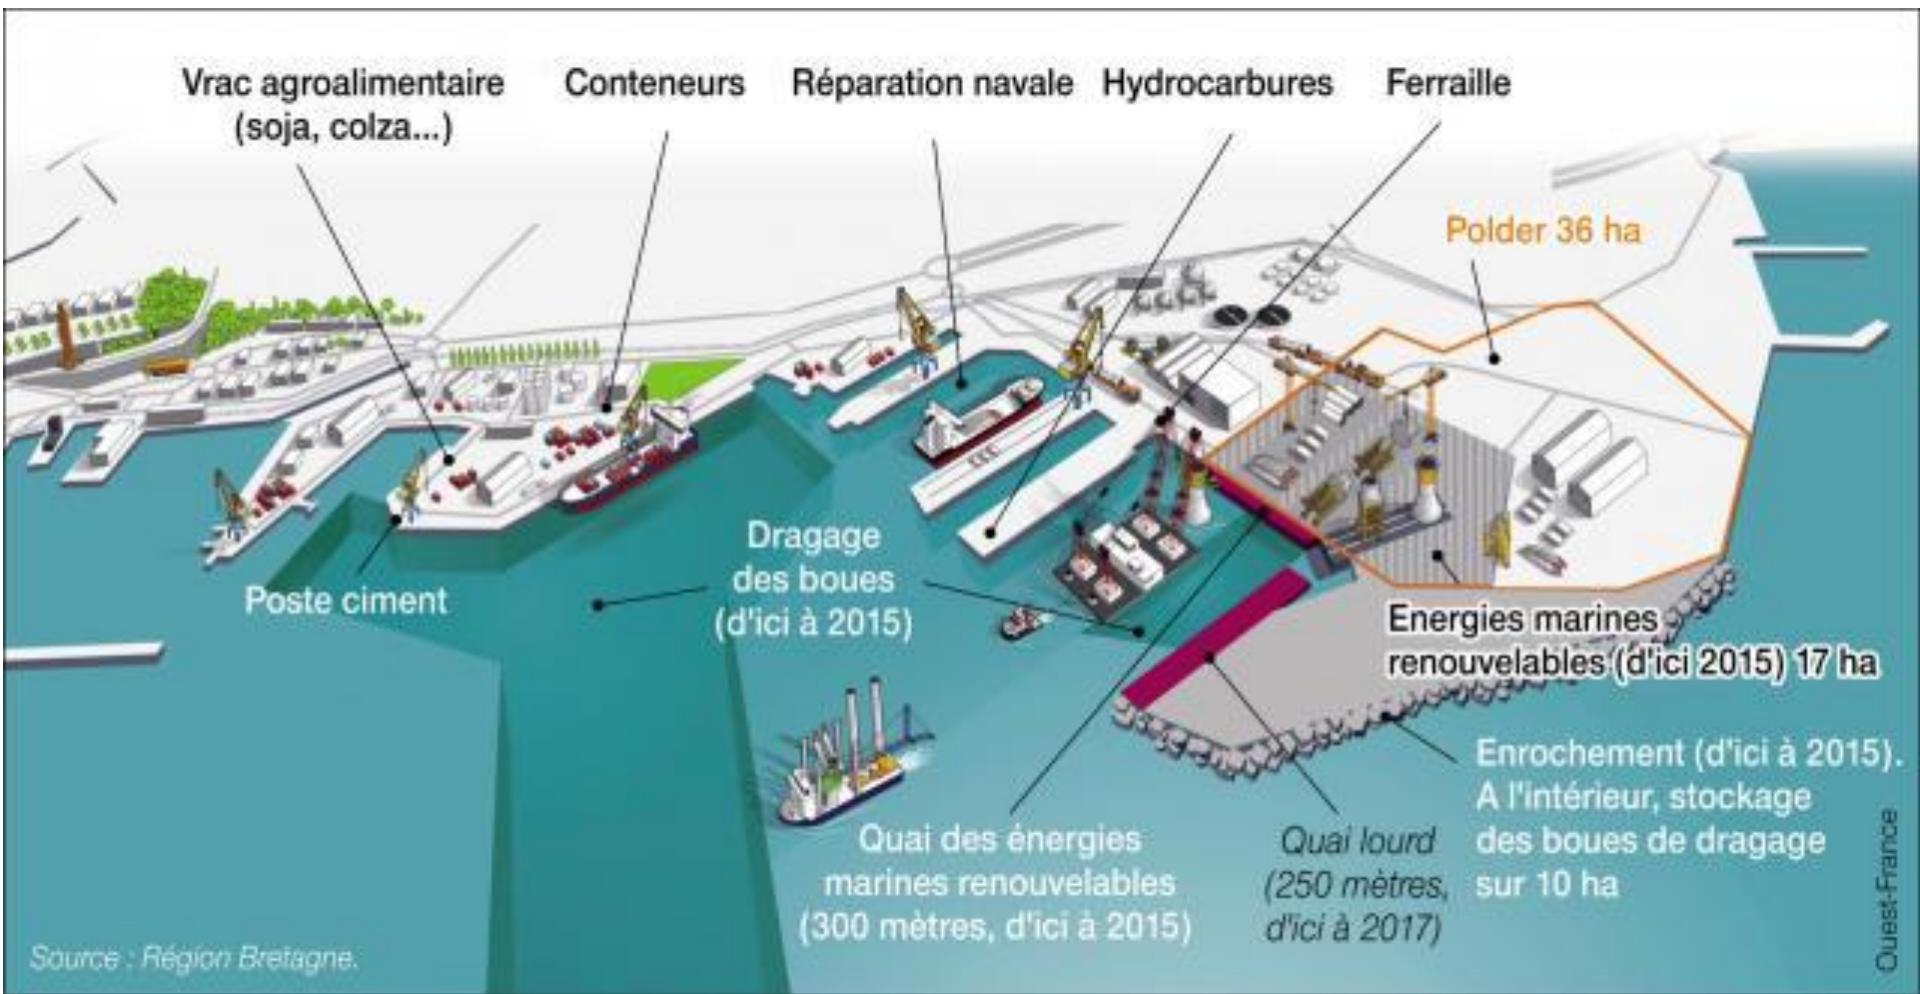 Vrac agroalimentaire
(soja, colza...)
Conteneurs
Réparation navale
Hydrocarbures
Ferraille
Polder 36 ha
Poste ciment
Dragage
des boues
(d'ici à 2015)
Energies marines
renouvelables (d'ici 2015) 17 ha
Enrochement (d'ici à 2015).
A l'intérieur, stockage
des boues de dragage
sur 10 ha
Quai des énergies
marines renouvelables
(300 mètres, d'ici à 2015)
Quai lourd
(250 mètres,
d'ici à 2017)
Source : Région Bretagne.
Ouest-France